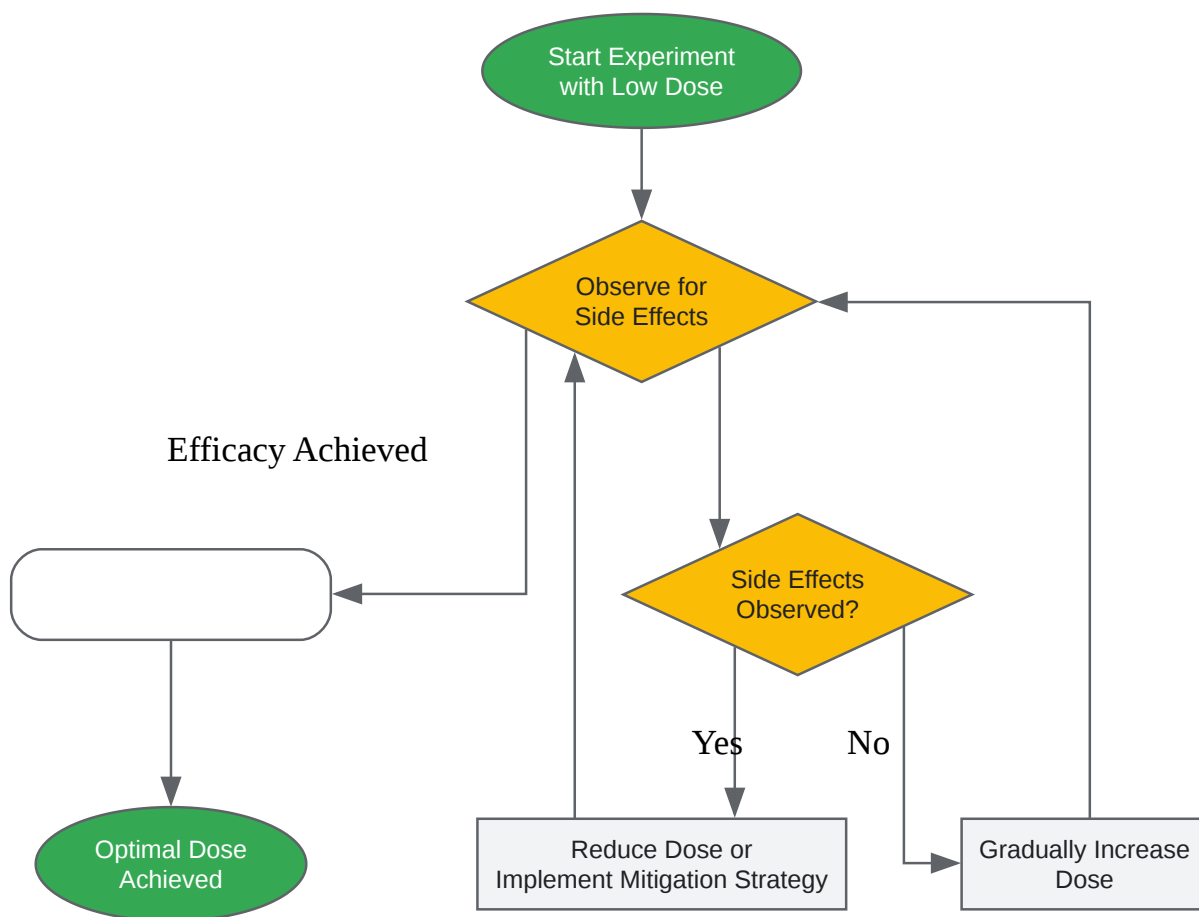 Start Experiment
with Low Dose
Observe for
Side Effects
Efficacy Achieved
Side Effects
Observed?
Yes
No
Optimal Dose
Achieved
Reduce Dose or
Implement Mitigation Strategy
Gradually Increase
Dose